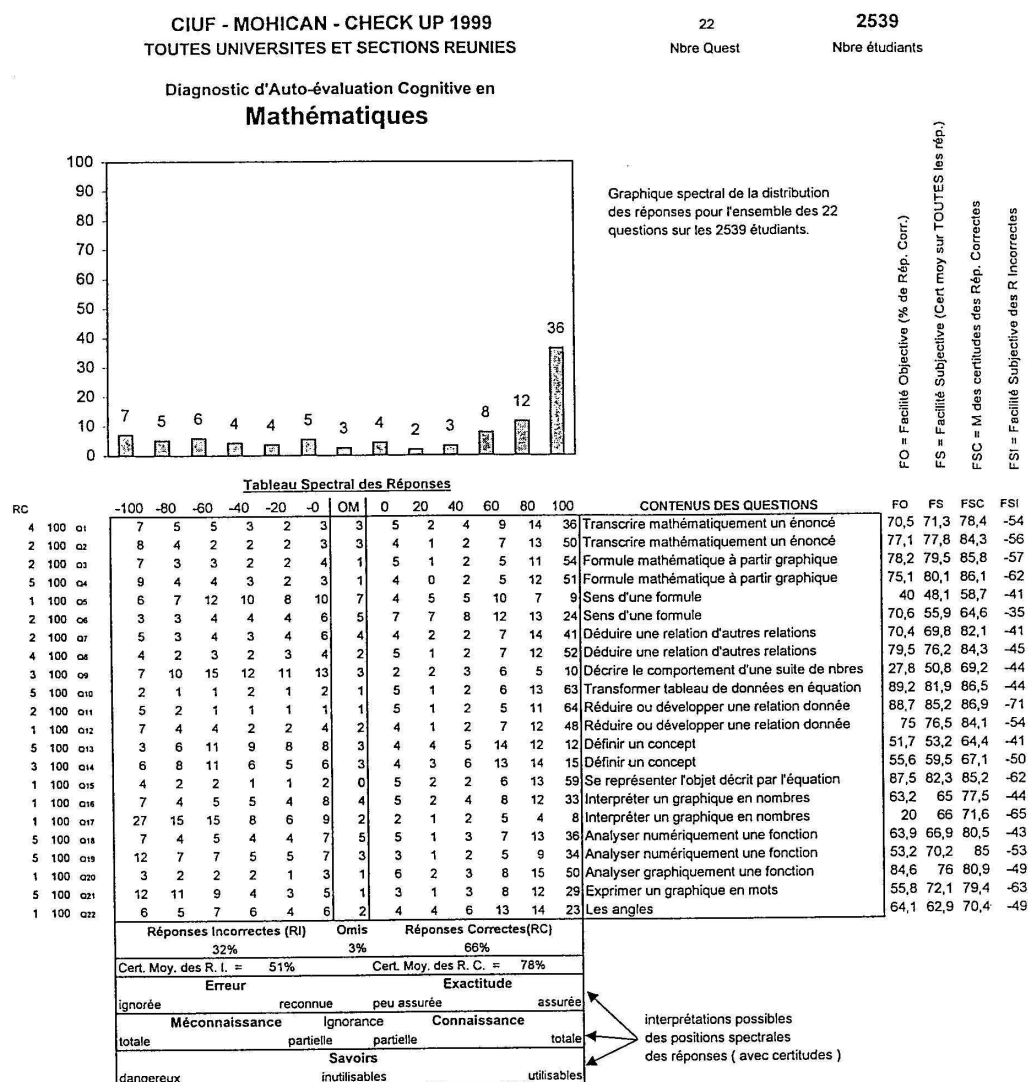 CIUF - MOHICAN - CHECK UP 1999 22 2539
TOUTES UNIVERSITES ET SECTIONS REUNIES Nbre Quest Nbre étudiants
Diagnostic d'Auto-évaluation Cognitive en
Mathématiques
100
90
80
70
60
50
40
30
20
10
0
7 5 6 4 4 5 3 4 2 3 8 12 36
Graphique spectral de la distribution
des réponses pour l'ensemble des 22
questions sur les 2539 étudiants.
FO = Facilité Objective (% de Rép. Corr.)
FS = Facilité Subjective (Cert moy sur TOUTES les rép.)
FSC = M des certitudes des Rép. Correctes
FSI = Facilité Subjective des R Incorrectes
Tableau Spectral des Réponses
RC -100 -80 -60 -40 -20 -0 OM 0 20 40 60 80 100 CONTENUS DES QUESTIONS FO FS FSC FSI
4 100 Q1 7 5 5 3 2 3 3 5 2 4 9 14 36 Transcrire mathématiquement un énoncé 70,5 71,3 78,4 -54
2 100 Q2 8 4 2 2 2 3 3 4 1 2 7 13 50 Transcrire mathématiquement un énoncé 77,1 77,8 84,3 -56
2 100 Q3 7 3 3 2 2 4 1 5 1 2 5 11 54 Formule mathématique à partir graphique 78,2 79,5 85,8 -57
5 100 Q4 9 4 4 3 2 3 1 4 0 2 5 12 51 Formule mathématique à partir graphique 75,1 80,1 86,1 -62
1 100 Q5 6 7 12 10 8 10 7 4 5 5 10 7 9 Sens d'une formule 40 48,1 58,7 -41
2 100 Q6 3 3 4 4 4 6 5 7 7 8 12 13 24 Sens d'une formule 70,6 55,9 64,6 -35
2 100 Q7 5 3 4 3 4 6 4 4 2 2 7 14 41 Déduire une relation d'autres relations 70,4 69,8 82,1 -41
4 100 Q8 4 2 3 2 3 4 2 5 1 2 7 12 52 Déduire une relation d'autres relations 79,5 76,2 84,3 -45
3 100 Q9 7 10 15 12 11 13 3 2 2 3 6 5 10 Décrire le comportement d'une suite de nbres 27,8 50,8 69,2 -44
5 100 Q10 2 1 1 2 1 2 1 5 1 2 6 13 63 Transformer tableau de données en équation 89,2 81,9 86,5 -44
2 100 Q11 5 2 1 1 1 1 1 5 1 2 5 11 64 Réduire ou développer une relation donnée 88,7 85,2 86,9 -71
1 100 Q12 7 4 4 2 2 4 2 4 1 2 7 12 48 Réduire ou développer une relation donnée 75 76,5 84,1 -54
5 100 Q13 3 6 11 9 8 8 3 4 4 5 14 12 12 Définir un concept 51,7 53,2 64,4 -41
3 100 Q14 6 8 11 6 5 6 3 4 3 6 13 14 15 Définir un concept 55,6 59,5 67,1 -50
1 100 Q15 4 2 2 1 1 2 0 5 2 2 6 13 59 Se représenter l'objet décrit par l'équation 87,5 82,3 85,2 -62
1 100 Q16 7 4 5 5 4 8 4 5 2 4 8 12 33 Interpréter un graphique en nombres 63,2 65 77,5 -44
1 100 Q17 27 15 15 8 6 9 2 2 1 2 5 4 8 Interpréter un graphique en nombres 20 66 71,6 -65
5 100 Q18 7 4 5 4 4 7 5 5 1 3 7 13 36 Analyser numériquement une fonction 63,9 66,9 80,5 -43
5 100 Q19 12 7 7 5 5 7 3 3 1 2 5 9 34 Analyser numériquement une fonction 53,2 70,2 85 -53
1 100 Q20 3 2 2 2 1 3 1 6 2 3 8 15 50 Analyser graphiquement une fonction 84,6 76 80,9 -49
5 100 Q21 12 11 9 4 3 5 1 3 1 3 8 12 29 Exprimer un graphique en mots 55,8 72,1 79,4 -63
1 100 Q22 6 5 7 6 4 6 2 4 4 6 13 14 23 Les angles 64,1 62,9 70,4 -49
Réponses Incorrectes (RI) Omis Réponses Correctes(RC)
32% 3% 66%
Cert. Moy. des R. I. = 51% Cert. Moy. des R. C. = 78%
Erreur Exactitude
ignorée reconnue peu assurée assurée
Méconnaissance Ignorance Connaissance
totale partielle partielle totale
Savoirs
dangereux inutilisables utilisables
interprétations possibles
des positions spectrales
des réponses ( avec certitudes )